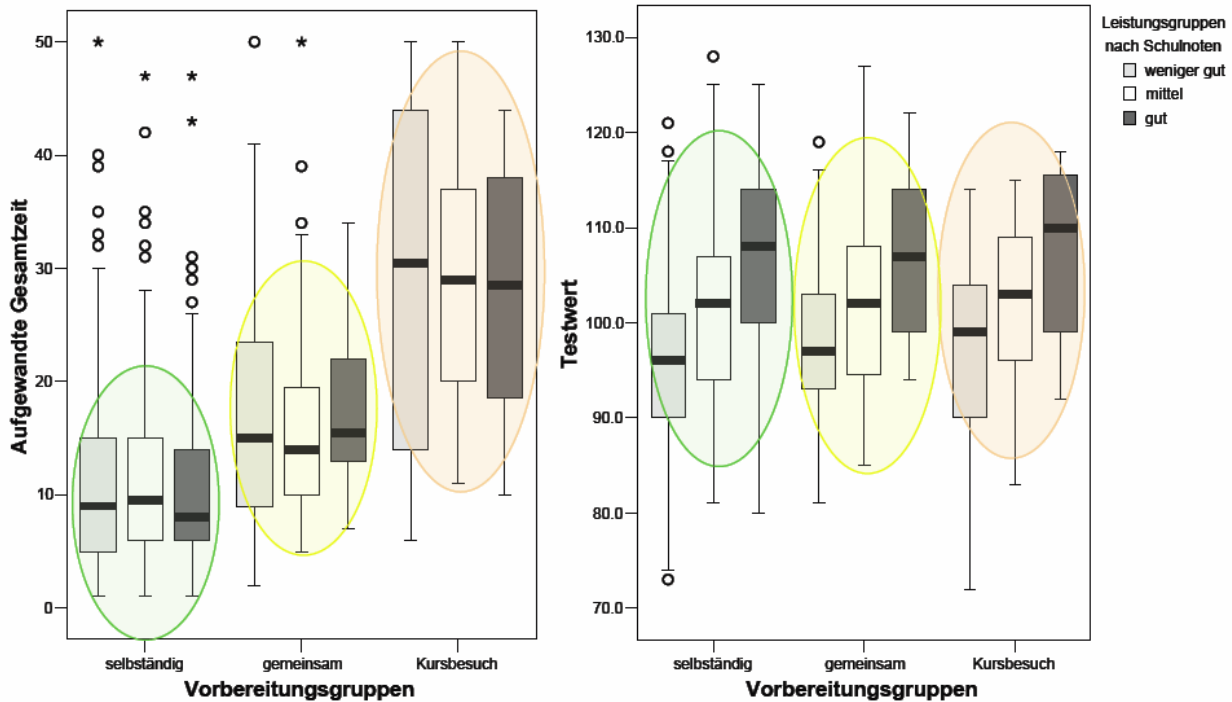 Aufgewandte Gesamtzeit
50
40
30
20
10
0
selbständig gemeinsam Kursbesuch
Vorbereitungsgruppen
Testwert
130.0
120.0
110.0
100.0
90.0
80.0
70.0
selbständig gemeinsam Kursbesuch
Vorbereitungsgruppen
Leistungsgruppen
nach Schulnoten
weniger gut
mittel
gut